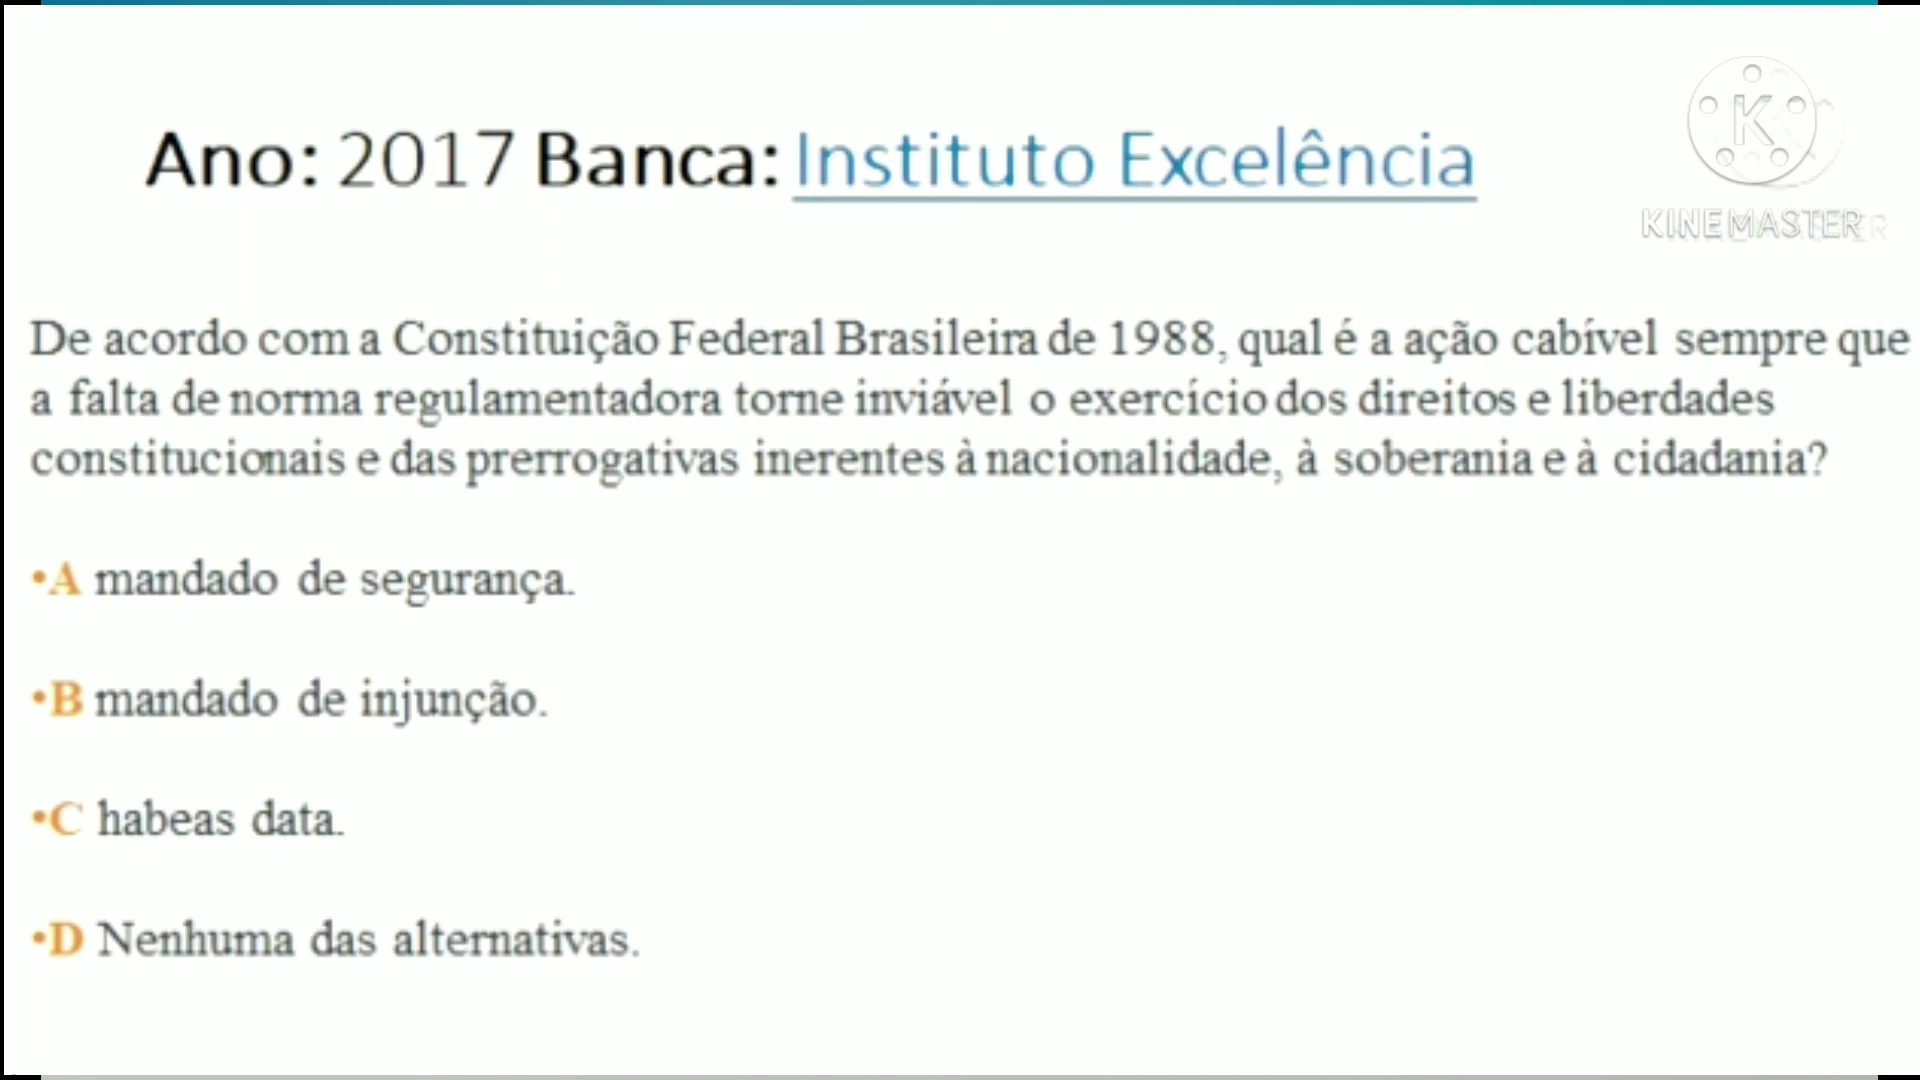 Ano: 2017 Banca: Instituto Excelência
KINEMASTER
De acordo com a Constituição Federal Brasileira de 1988, qual é a ação cabível sempre que
a falta de norma regulamentadora torne inviável o exercício dos direitos e liberdades
constitucionais e das prerrogativas inerentes à nacionalidade, à soberania e à cidadania?
•A mandado de segurança.
•B mandado de injunção.
•C habeas data.
•D Nenhuma das alternativas.